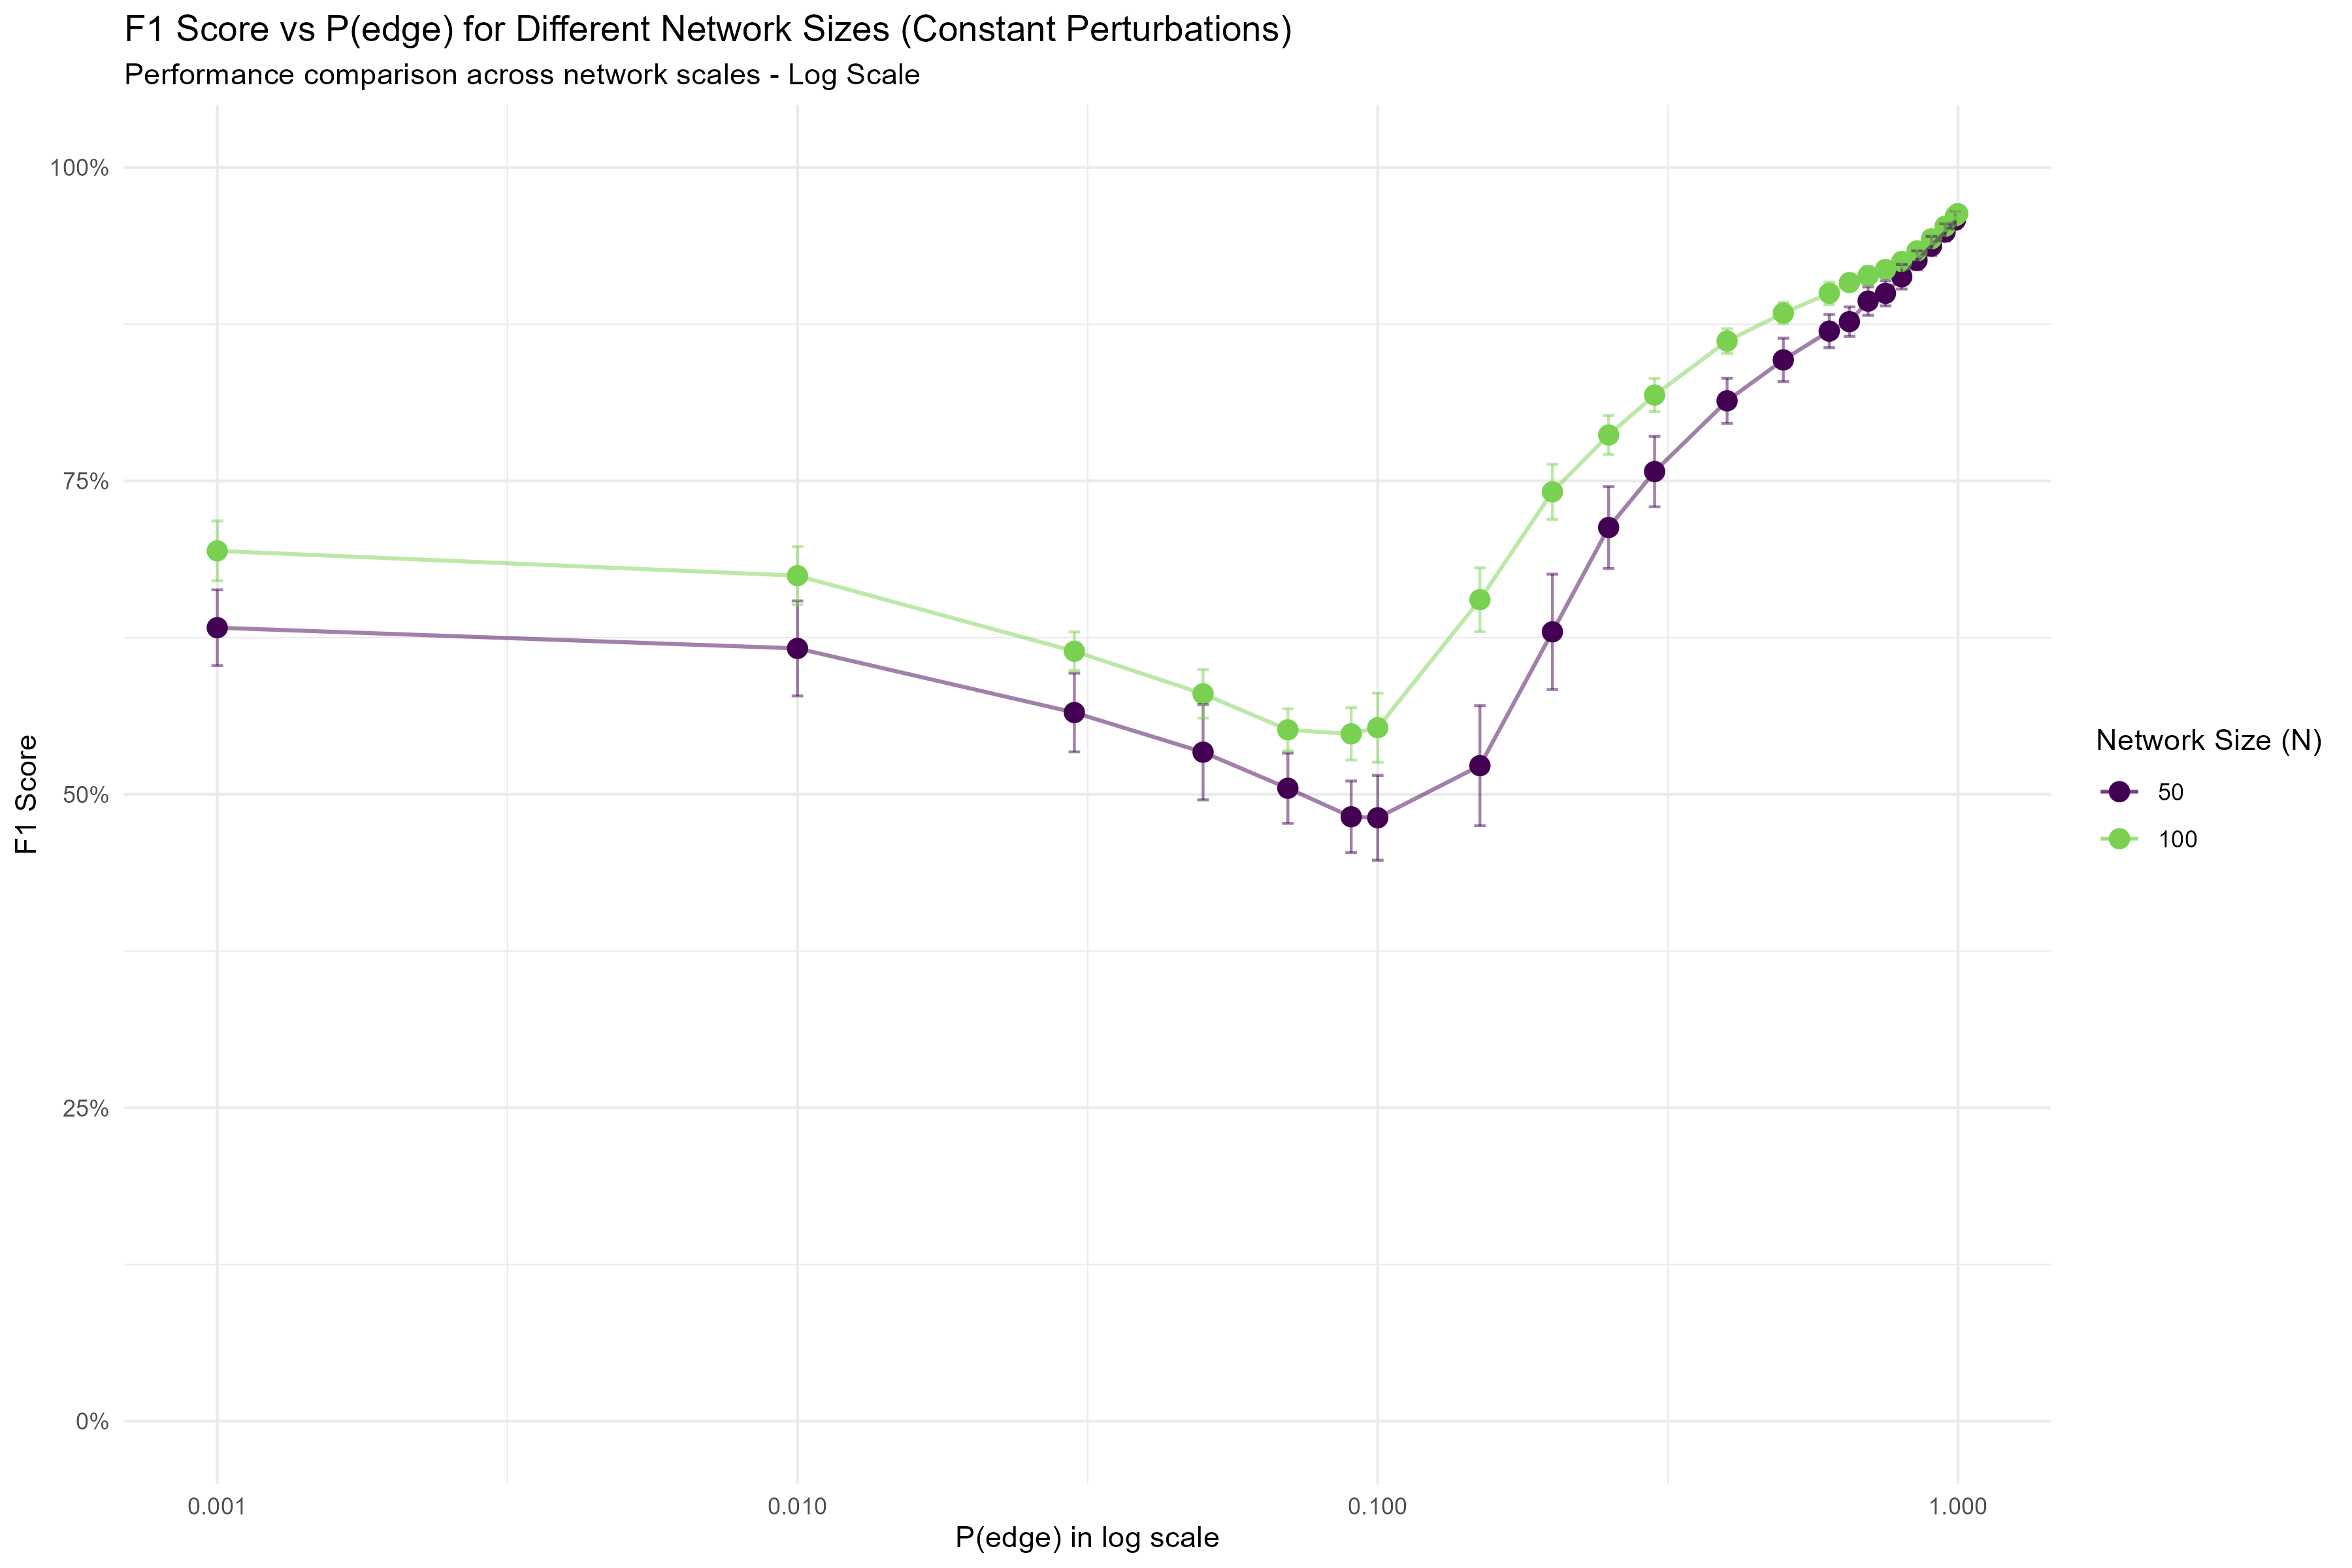 F1 Score vs P(edge) for Different Network Sizes (Constant Perturbations)
Performance comparison across network scales - Log Scale
100%
75%
50%
25%
0%
F1 Score
0.001
0.010
0.100
1.000
P(edge) in log scale
Network Size (N)
50
100